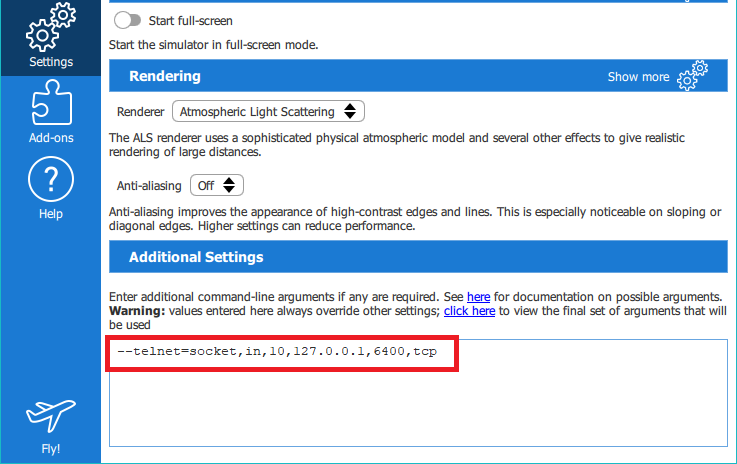 Settings
Add-ons
?
Help
Fly!
Start full-screen
Start the simulator in full-screen mode.
Rendering
Show more
Renderer
Atmospheric Light Scattering
The ALS renderer uses a sophisticated physical atmospheric model and several other effects to give realistic
rendering of large distances.
Anti-aliasing
Off
Anti-aliasing improves the appearance of high-contrast edges and lines. This is especially noticeable on sloping or
diagonal edges. Higher settings can reduce performance.
Additional Settings
Enter additional command-line arguments if any are required. See here for documentation on possible arguments.
Warning: values entered here always override other settings; click here to view the final set of arguments that will
be used
--telnet=socket,in,10,127.0.0.1,6400,tcp